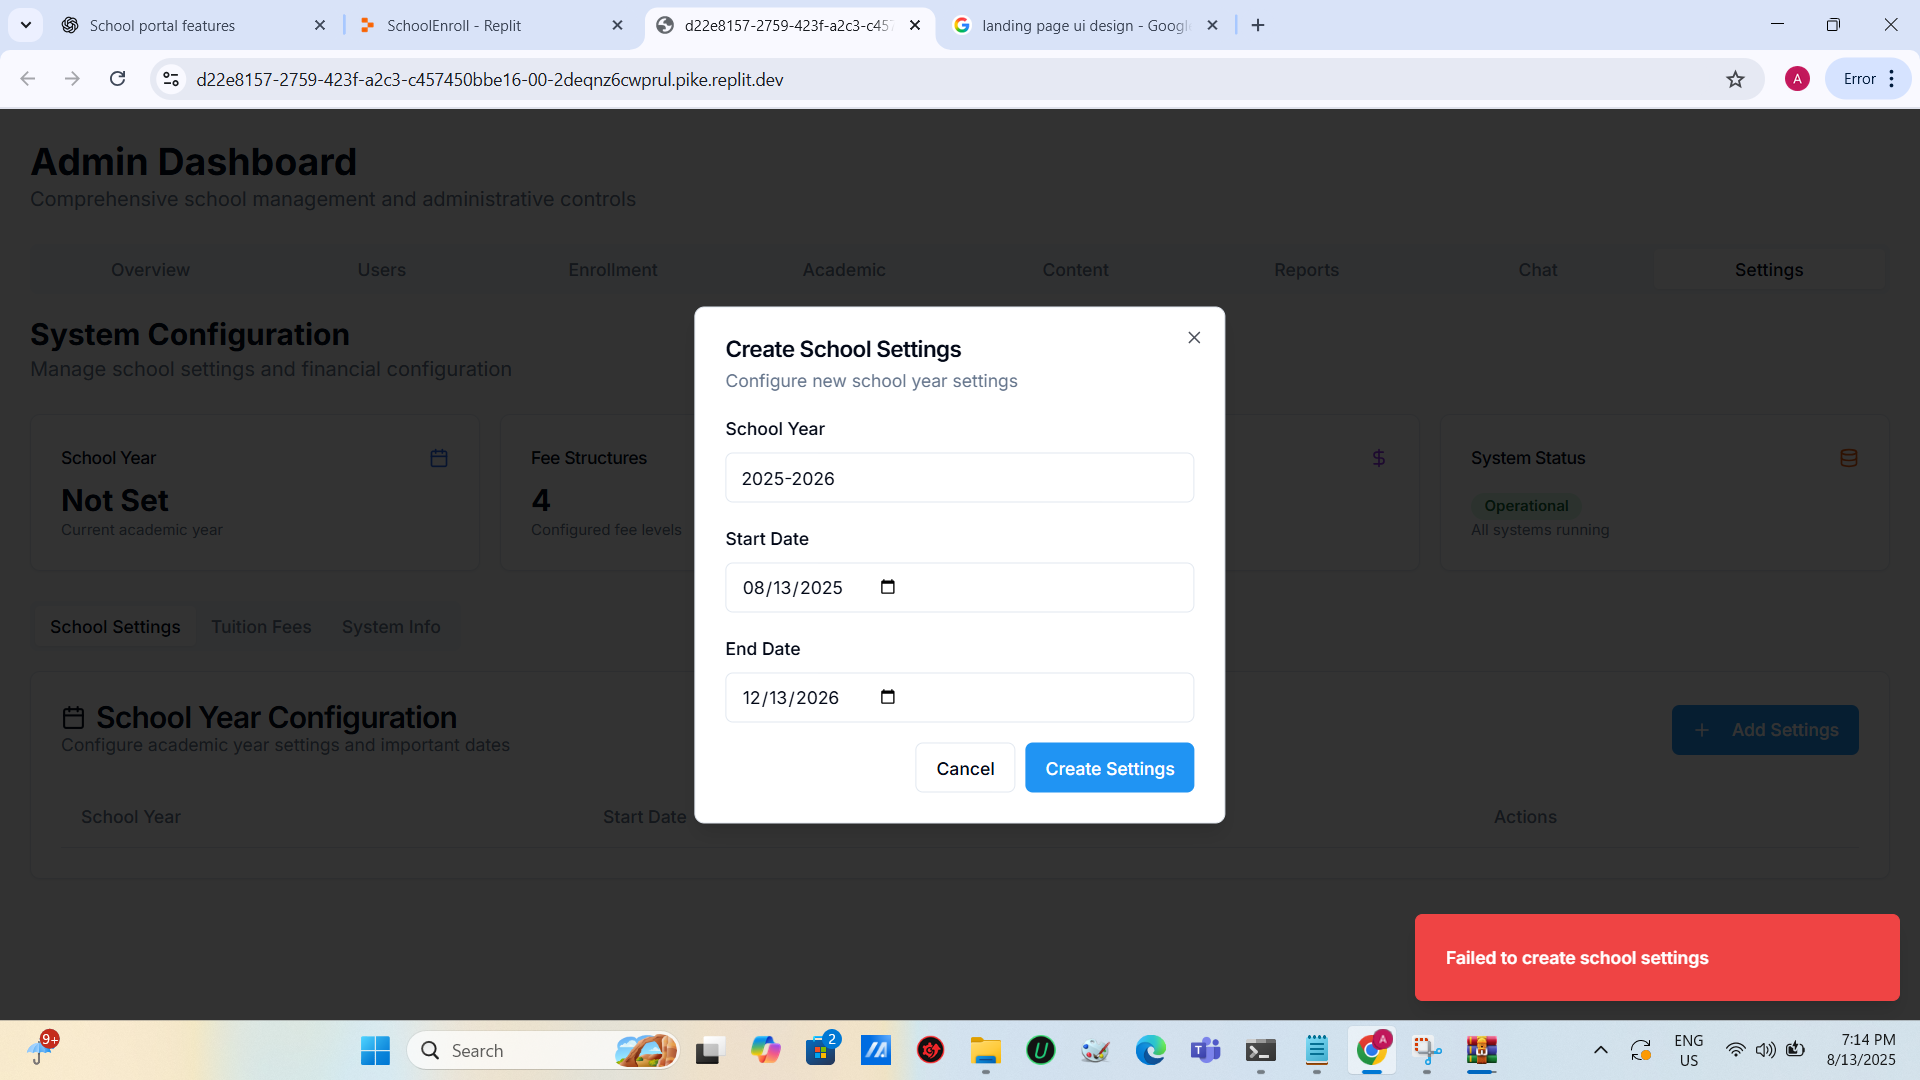 School portal features
SchoolEnroll - Replit
d22e8157-2759-423f-a2c3-c457
landing page ui design - Google
d22e8157-2759-423f-a2c3-c457450bbe16-00-2deqnz6cwprul.pike.replit.dev
A
Error
Admin Dashboard
Comprehensive school management and administrative controls
Overview
Users
Enrollment
Academic
Content
Reports
Chat
Settings
System Configuration
Manage school settings and financial configuration
School Year
Not Set
Current academic year
Fee Structures
4
Configured fee levels
$
System Status
Operational
All systems running
Create School Settings
Configure new school year settings
School Year
2025-2026
Start Date
08/13/2025
End Date
12/13/2026
Cancel
Create Settings
School Settings
Tuition Fees
System Info
School Year Configuration
Configure academic year settings and important dates
+ Add Settings
School Year
Start Date
Actions
Failed to create school settings
9+
Search
2
A
ENG
US
7:14 PM
8/13/2025